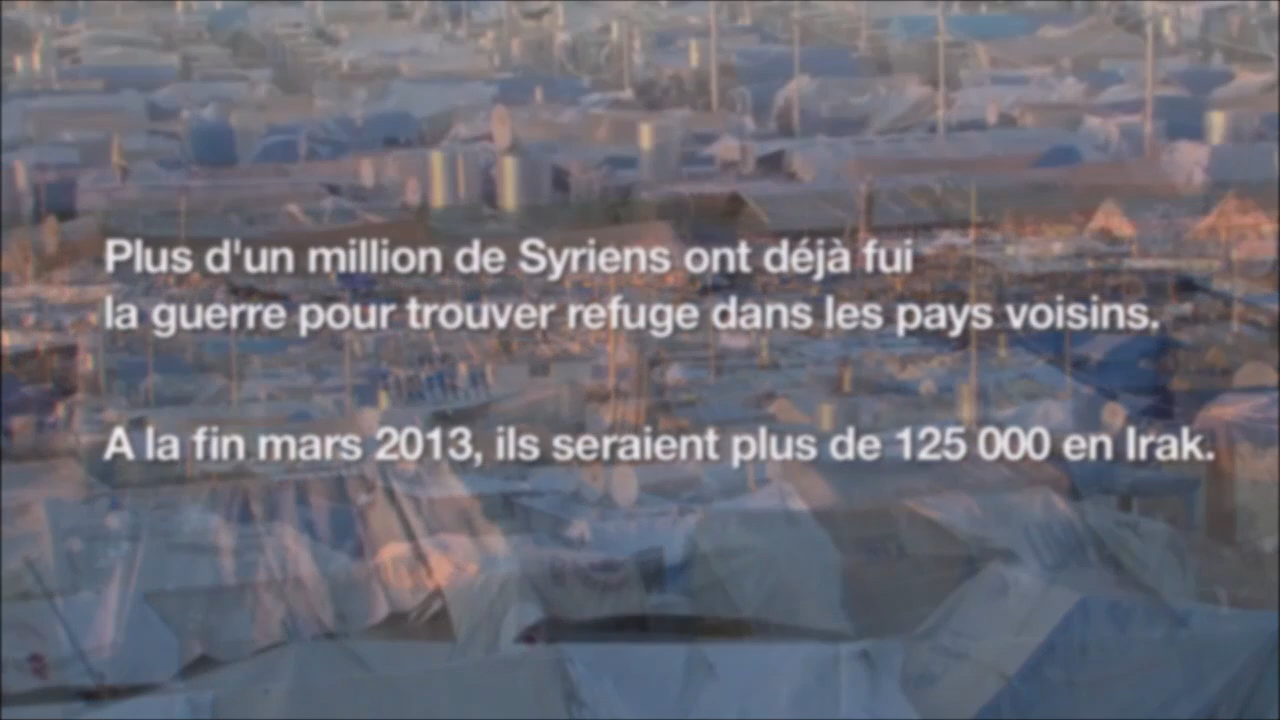 Plus d'un million de Syriens ont déjà fui
la guerre pour trouver refuge dans les pays voisins.
A la fin mars 2013, ils seraient plus de 125 000 en Irak.